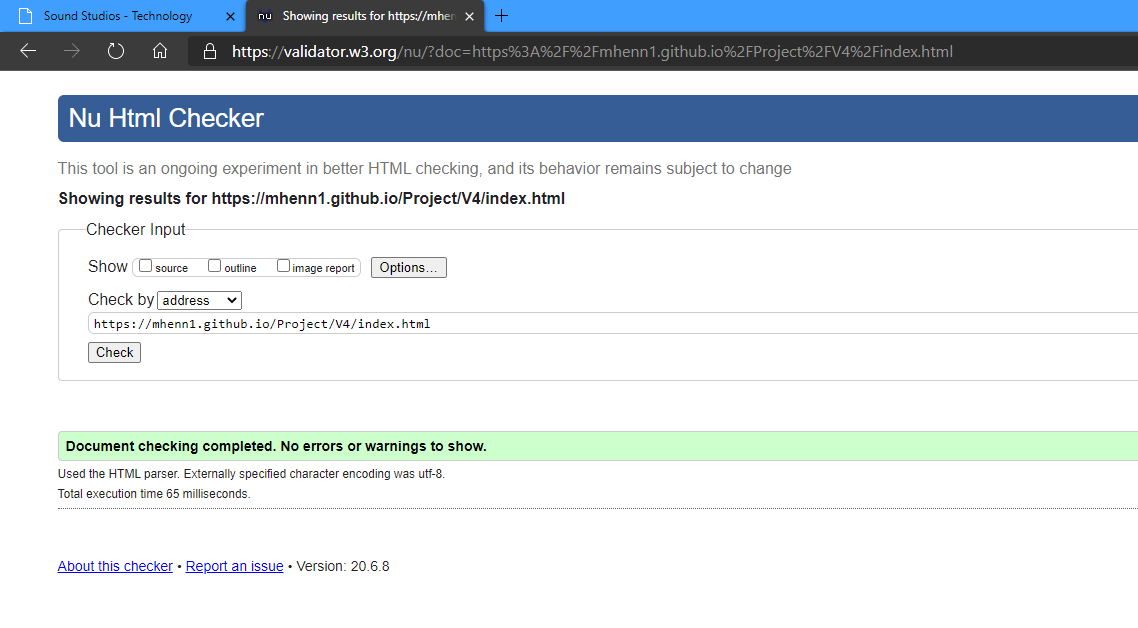 Sound Studios - Technology
nu Showing results for https://mhenn
https://validator.w3.org/nu/?doc=https%3A%2F%2Fmhenn1.github.io%2FProject%2FV4%2Findex.html
Nu Html Checker
This tool is an ongoing experiment in better HTML checking, and its behavior remains subject to change
Showing results for https://mhenn1.github.io/Project/V4/index.html
Checker Input
Show source outline image report Options...
Check by address
https://mhenn1.github.io/Project/V4/index.html
Check
Document checking completed. No errors or warnings to show.
Used the HTML parser. Externally specified character encoding was utf-8.
Total execution time 65 milliseconds.
About this checker • Report an issue • Version: 20.6.8